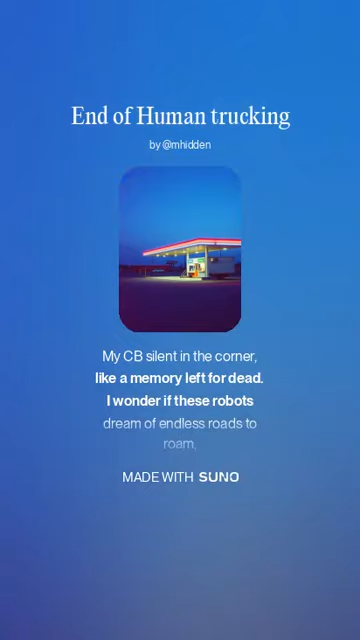 End of Human trucking
by @mhidden
My CB silent in the corner,
like a memory left for dead.
I wonder if these robots
dream of endless roads to
roam,
MADE WITH SUNO